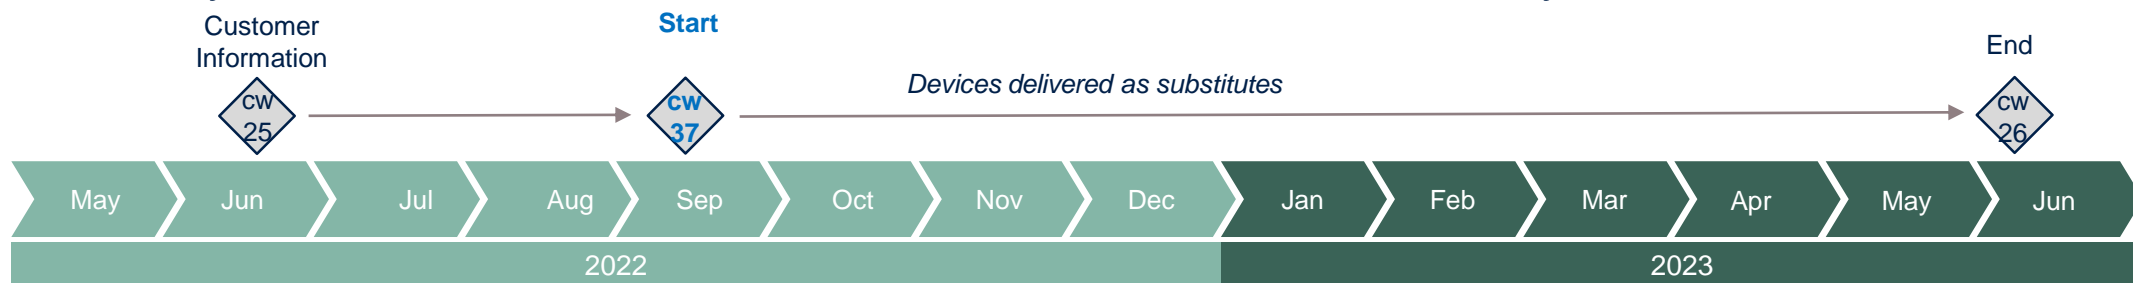 Customer
Information
Start
End
Devices delivered as substitutes
cw
25
cw
37
cw
26
May
Jun
Jul
Aug
Sep
Oct
Nov
Dec
Jan
Feb
Mar
Apr
May
Jun
2022
2023